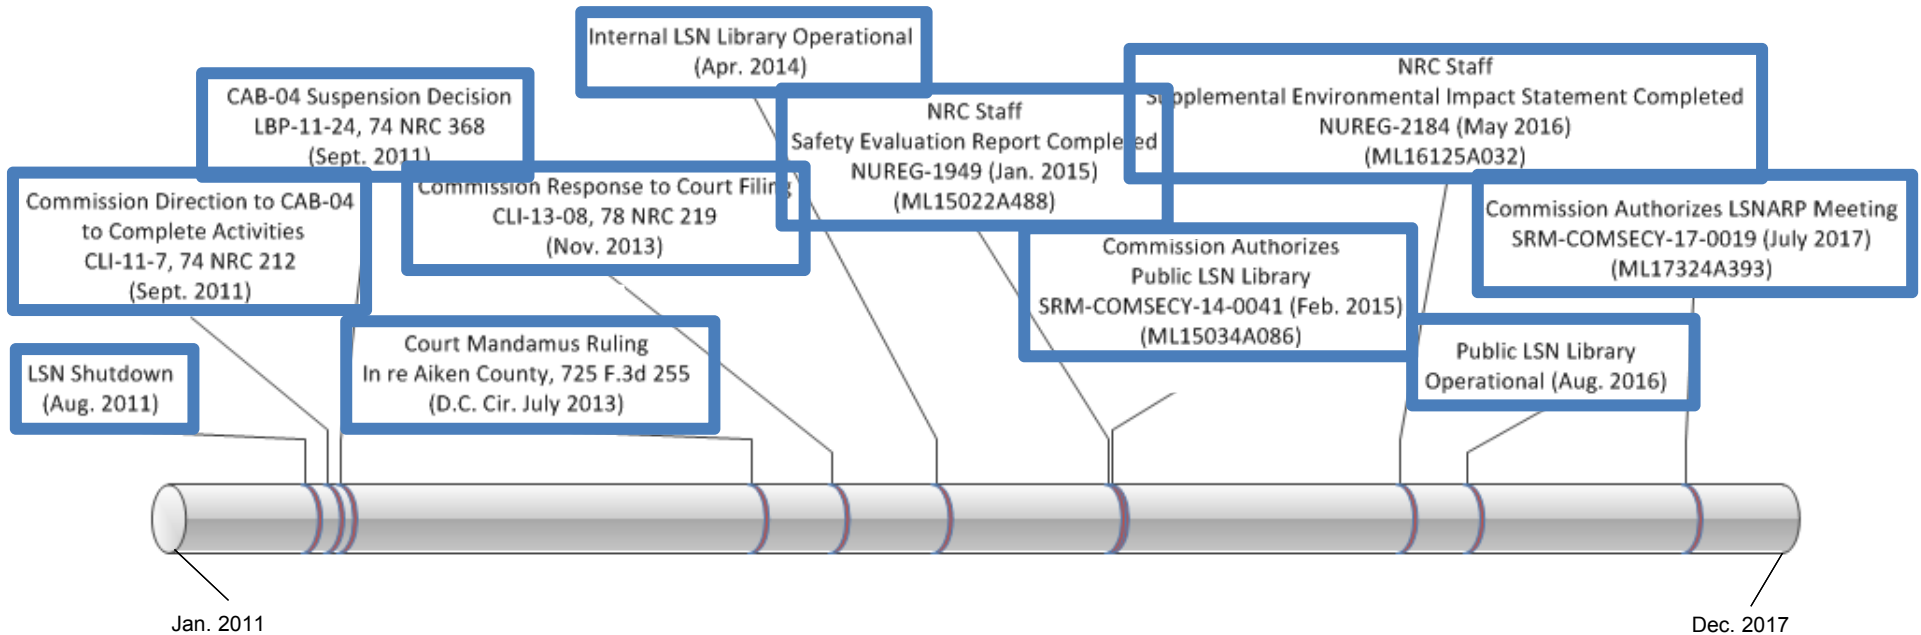 Internal LSN Library Operational
(Apr. 2014)
CAB-04 Suspension Decision
LBP-11-24, 74 NRC 368
(Sept. 2011)
NRC Staff
Safety Evaluation Report Completed
NUREG-1949 (Jan. 2015)
(ML15022A488)
NRC Staff
Supplemental Environmental Impact Statement Completed
NUREG-2184 (May 2016)
(ML16125A032)
Commission Direction to CAB-04
to Complete Activities
CLI-11-7, 74 NRC 212
(Sept. 2011)
Commission Response to Court Filing
CLI-13-08, 78 NRC 219
(Nov. 2013)
Commission Authorizes
Public LSN Library
SRM-COMSECY-14-0041 (Feb. 2015)
(ML15034A086)
Commission Authorizes LSNARP Meeting
SRM-COMSECY-17-0019 (July 2017)
(ML17324A393)
LSN Shutdown
(Aug. 2011)
Court Mandamus Ruling
In re Aiken County, 725 F.3d 255
(D.C. Cir. July 2013)
Public LSN Library
Operational (Aug. 2016)
Jan. 2011
Dec. 2017